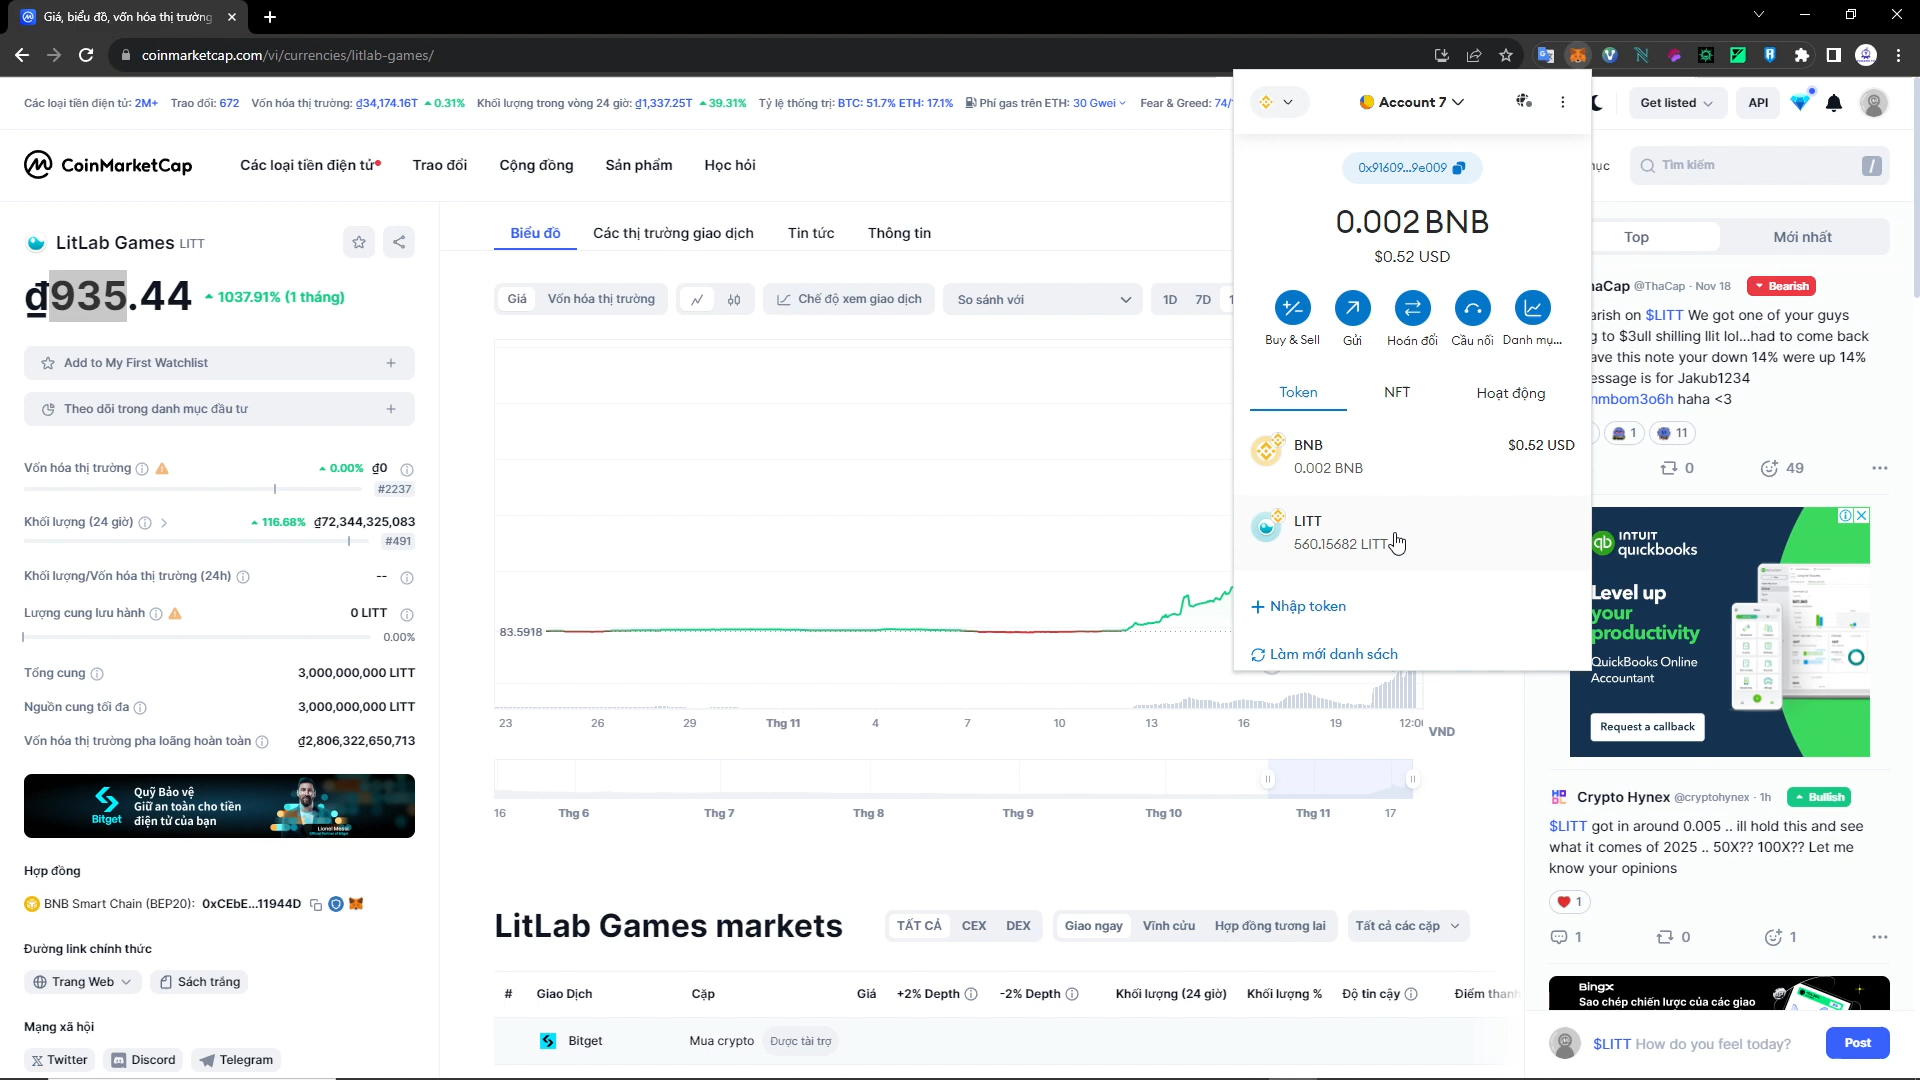 Giá, biểu đồ, vốn hóa thị trường
coinmarketcap.com/vi/currencies/litlab-games/
Các loại tiền điện tử: 2M+ Trao đổi: 672 Vốn hóa thị trường: ₫34,174.16T 0.31% Khối lượng trong vòng 24 giờ: ₫1,337.25T 39.31% Tỷ lệ thống trị: BTC: 51.7% ETH: 17.1% Phí gas trên ETH: 30 Gwei Fear & Greed: 74/
Get listed API
CoinMarketCap
Các loại tiền điện tử Trao đổi Cộng đồng Sản phẩm Học hỏi
ục Tìm kiếm /
LitLab Games LITT
₫935.44 1037.91% (1 tháng)
Add to My First Watchlist +
Theo dõi trong danh mục đầu tư +
Vốn hóa thị trường 0.00% ₫0
#2237
Khối lượng (24 giờ) 116.68% ₫72,344,325,083
#491
Khối lượng/Vốn hóa thị trường (24h) --
Lượng cung lưu hành 0 LITT
0.00%
Tổng cung 3,000,000,000 LITT
Nguồn cung tối đa 3,000,000,000 LITT
Vốn hóa thị trường pha loãng hoàn toàn ₫2,806,322,650,713
Bitget
Quỹ Bảo vệ
Giữ an toàn cho tiền
điện tử của bạn
Lionel Messi
Hợp đồng
BNB Smart Chain (BEP20): 0xCEbE...11944D
Đường link chính thức
Trang Web Sách trắng
Mạng xã hội
Twitter Discord Telegram
Biểu đồ Các thị trường giao dịch Tin tức Thông tin
Giá Vốn hóa thị trường Chế độ xem giao dịch So sánh với 1D 7D 1
83.5918
23 26 29 Thg 11 4 7 10 13 16 19 12:0
VND
16 Thg 6 Thg 7 Thg 8 Thg 9 Thg 10 Thg 11 17
LitLab Games markets
TẤT CẢ CEX DEX Giao ngay Vĩnh cửu Hợp đồng tương lai Tất cả các cặp
# Giao Dịch Cặp Giá +2% Depth -2% Depth Khối lượng (24 giờ) Khối lượng % Độ tin cậy Điểm thanh
Bitget Mua crypto Được tài trợ
Account 7
0x91609...9e009
0.002 BNB
$0.52 USD
Buy & Sell Gửi Hoán đổi Cầu nối Danh mụ...
Token NFT Hoạt động
BNB $0.52 USD
0.002 BNB
LITT
560.15682 LITT
+ Nhập token
Làm mới danh sách
Top Mới nhất
haCap @ThaCap · Nov 18 Bearish
arish on $LITT We got one of your guys
g to $3ull shilling llit lol...had to come back
ave this note your down 14% were up 14%
essage is for Jakub1234
nmbom3o6h haha <3
1 11
0 49
INTUIT
quickbooks
Level up
your
productivity
QuickBooks Online
Accountant
Request a callback
Crypto Hynex @cryptohynex · 1h Bullish
$LITT got in around 0.005 .. ill hold this and see
what it comes of 2025 .. 50X?? 100X?? Let me
know your opinions
1
1 0 1
Bingx
Sao chép chiến lược của các giao
$LITT How do you feel today? Post